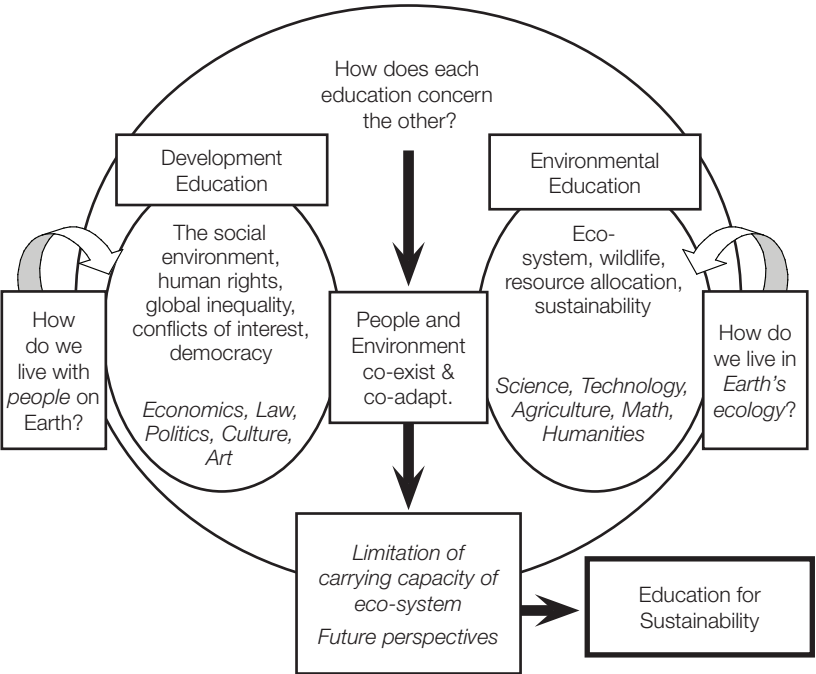 How does each
education concern
the other?
Development
Education
Environmental
Education
The social
environment,
human rights,
global inequality,
conflicts of interest,
democracy
Economics, Law,
Politics, Culture,
Art
Eco-
system, wildlife,
resource allocation,
sustainability
Science, Technology,
Agriculture, Math,
Humanities
How
do we
live with
people on
Earth?
People and
Environment
co-exist &
co-adapt.
How do
we live in
Earth's
ecology?
Limitation of
carrying capacity of
eco-system
Future perspectives
Education for
Sustainability